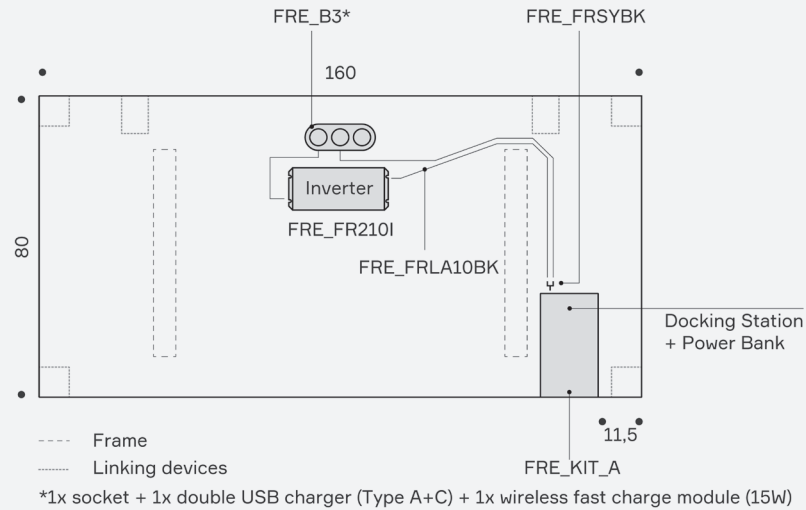 FRE_B3*
FRE_FRSYBK
160
80
Inverter
FRE_FR210I
FRE_FRLA10BK
Docking Station
+ Power Bank
11,5
Frame
FRE_KIT_A
Linking devices
*1x socket + 1x double USB charger (Type A+C) + 1x wireless fast charge module (15W)